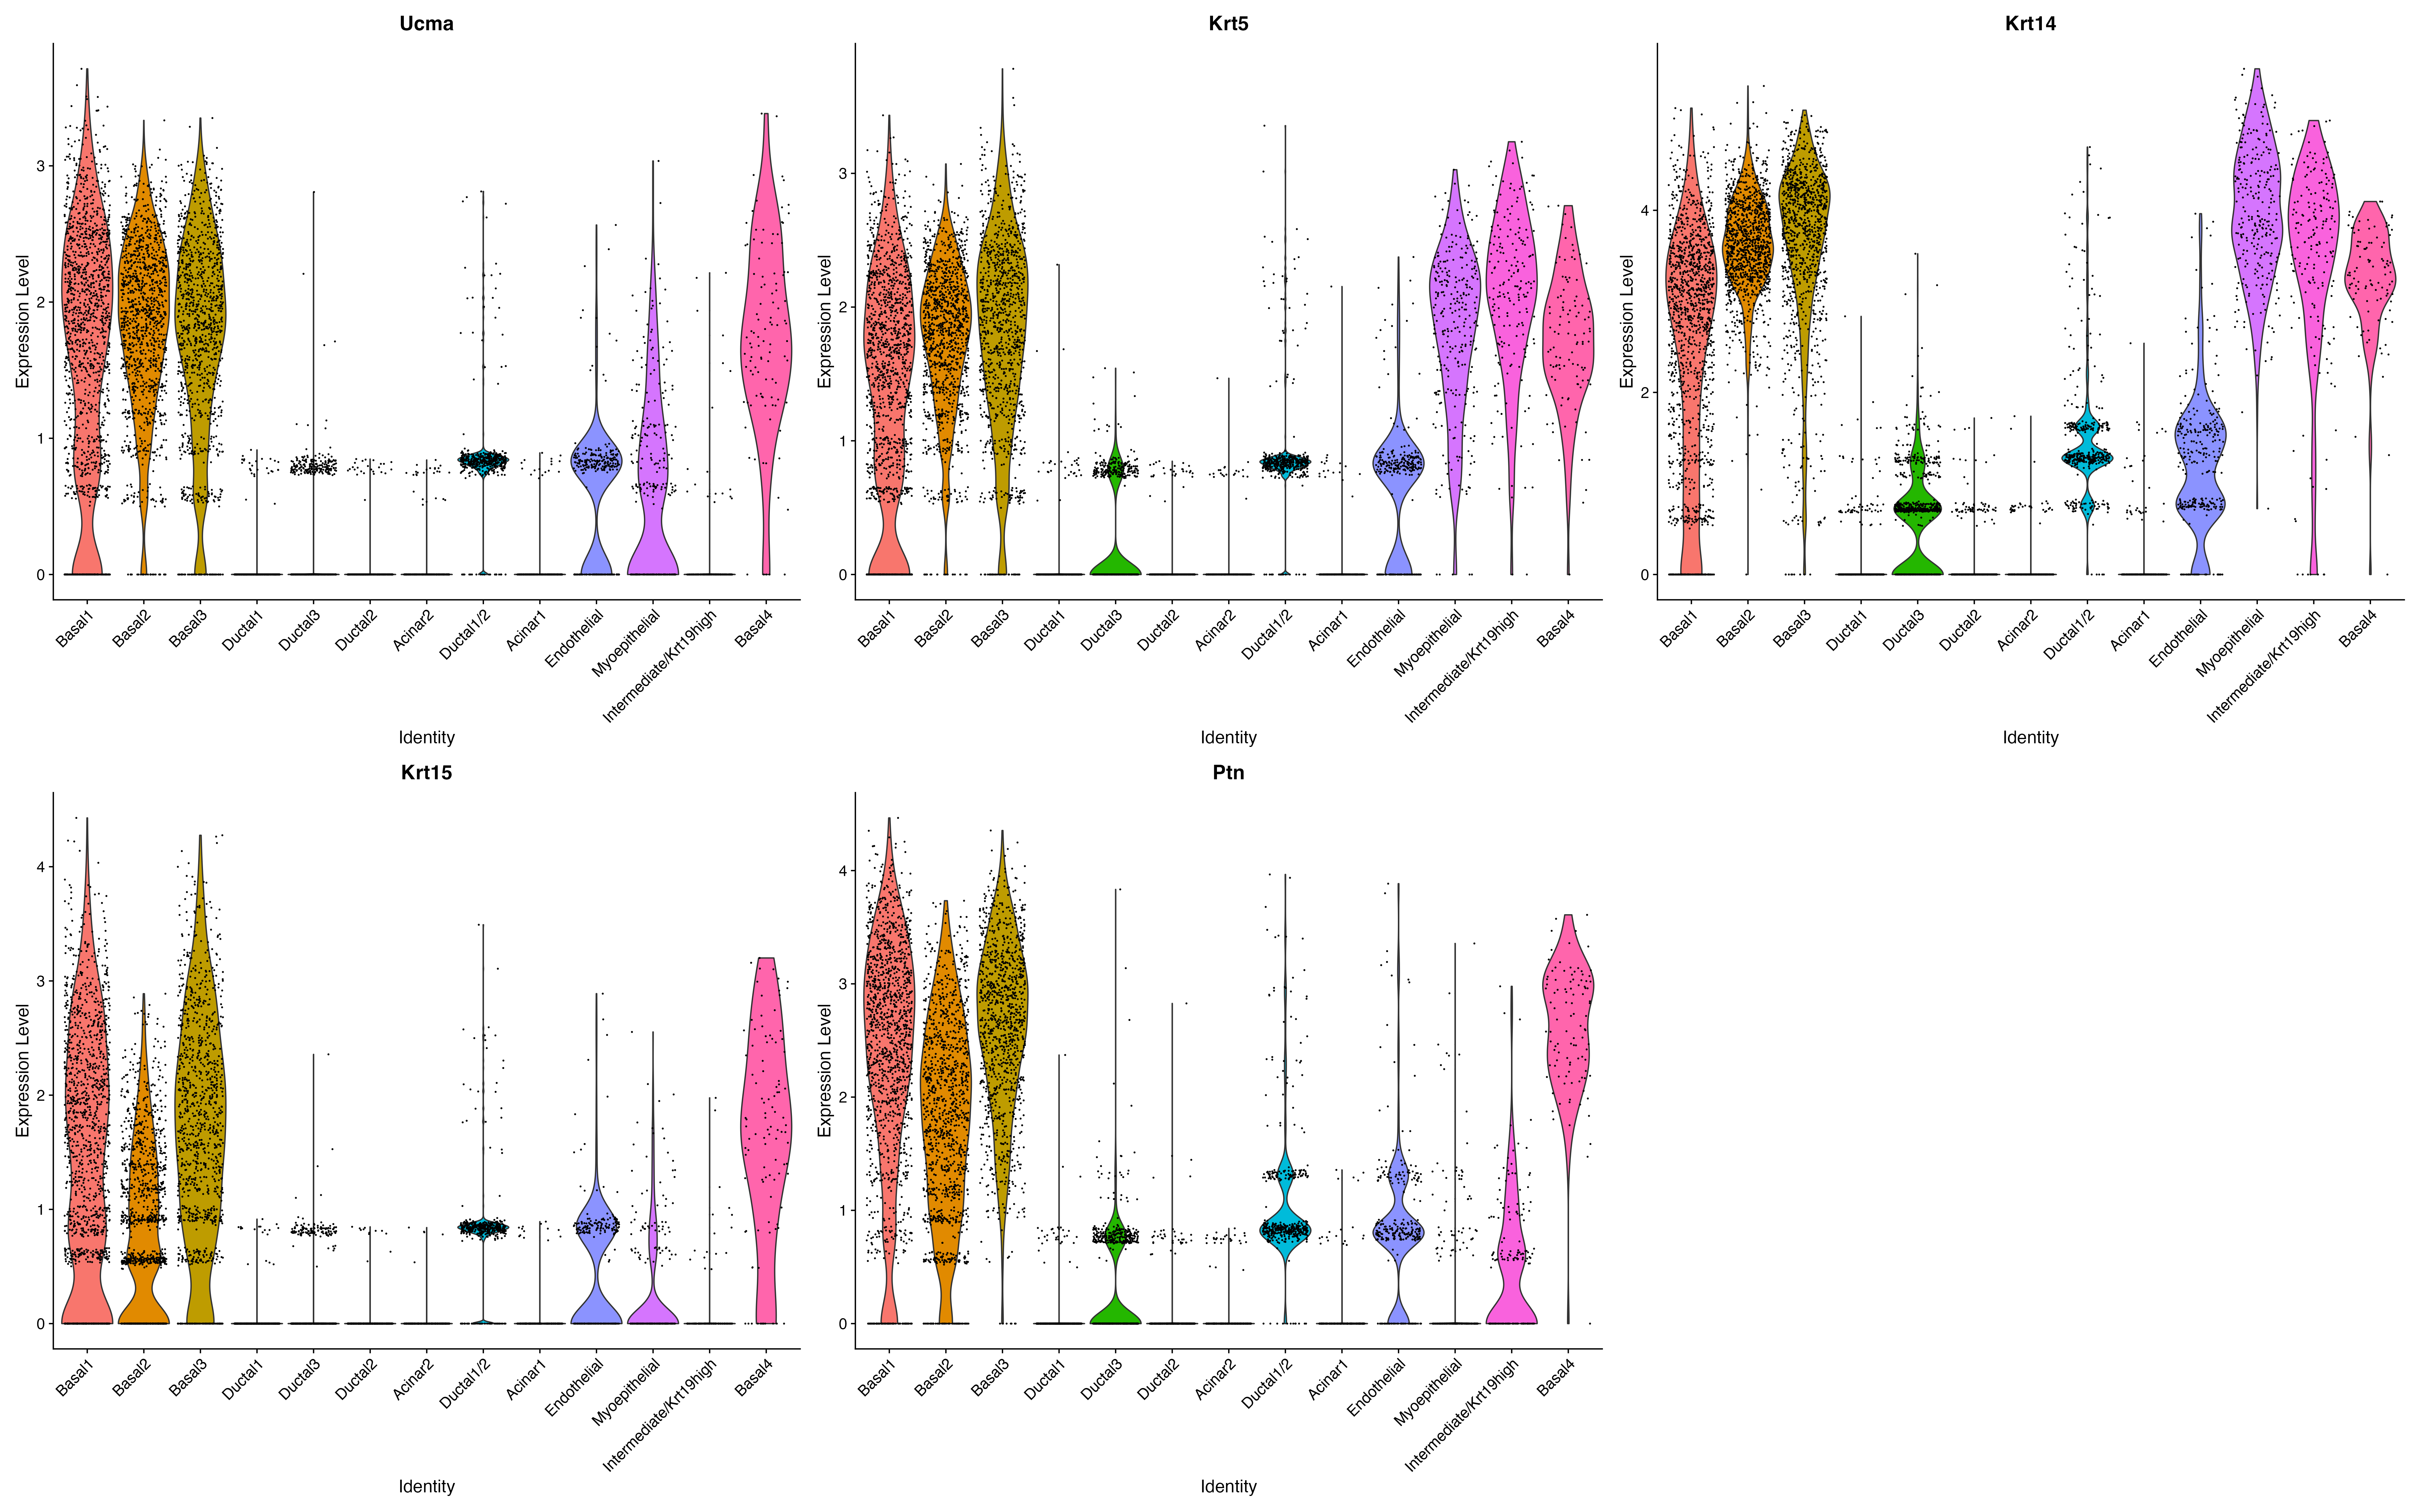 Ucma
Expression Level
3
2
1
0
Basal1
Basal2
Basal3
Ductal1
Ductal3
Ductal2
Acinar2
Ductal1/2
Acinar1
Endothelial
Myoepithelial
Intermediate/Krt19high
Basal4
Identity
Krt5
Expression Level
3
2
1
0
Basal1
Basal2
Basal3
Ductal1
Ductal3
Ductal2
Acinar2
Ductal1/2
Acinar1
Endothelial
Myoepithelial
Intermediate/Krt19high
Basal4
Identity
Krt14
Expression Level
4
2
0
Basal1
Basal2
Basal3
Ductal1
Ductal3
Ductal2
Acinar2
Ductal1/2
Acinar1
Endothelial
Myoepithelial
Intermediate/Krt19high
Basal4
Identity
Krt15
Expression Level
4
3
2
1
0
Basal1
Basal2
Basal3
Ductal1
Ductal3
Ductal2
Acinar2
Ductal1/2
Acinar1
Endothelial
Myoepithelial
Intermediate/Krt19high
Basal4
Identity
Ptn
Expression Level
4
3
2
1
0
Basal1
Basal2
Basal3
Ductal1
Ductal3
Ductal2
Acinar2
Ductal1/2
Acinar1
Endothelial
Myoepithelial
Intermediate/Krt19high
Basal4
Identity